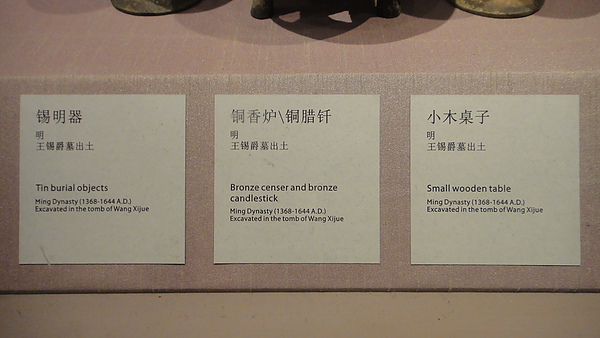 锡明器
明
王锡爵墓出土
Tin burial objects
Ming Dynasty (1368-1644 A.D.)
Excavated in the tomb of Wang Xijue
铜香炉\铜腊钎
明
王锡爵墓出土
Bronze censer and bronze
candlestick
Ming Dynasty (1368-1644 A.D.)
Excavated in the tomb of Wang Xijue
小木桌子
明
王锡爵墓出土
Small wooden table
Ming Dynasty (1368-1644 A.D.)
Excavated in the tomb of Wang Xijue